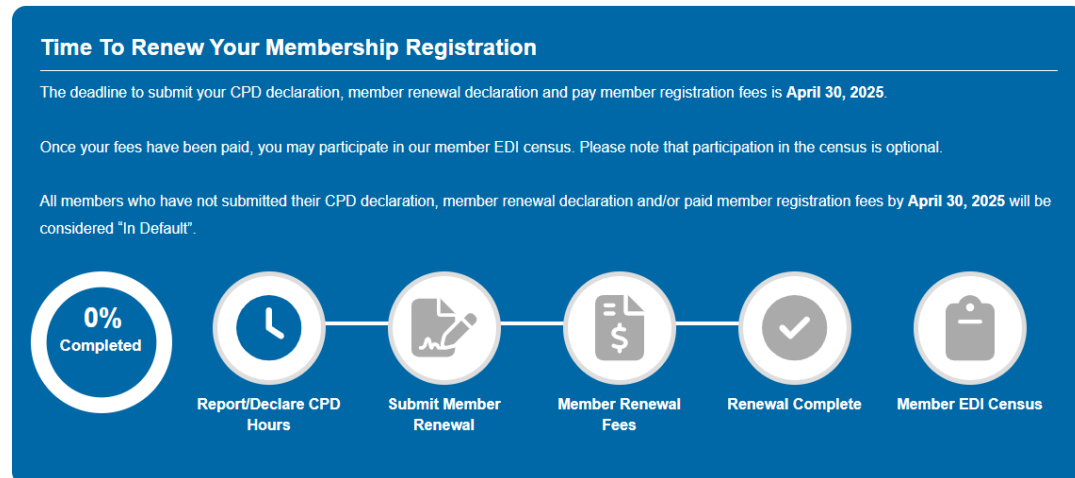 Time To Renew Your Membership Registration
The deadline to submit your CPD declaration, member renewal declaration and pay member registration fees is April 30, 2025.
Once your fees have been paid, you may participate in our member EDI census. Please note that participation in the census is optional.
All members who have not submitted their CPD declaration, member renewal declaration and/or paid member registration fees by April 30, 2025 will be
considered “In Default”.
0%
Completed
$
Report/Declare CPD
Hours
Submit Member
Renewal
Member Renewal
Fees
Renewal Complete
Member EDI Census